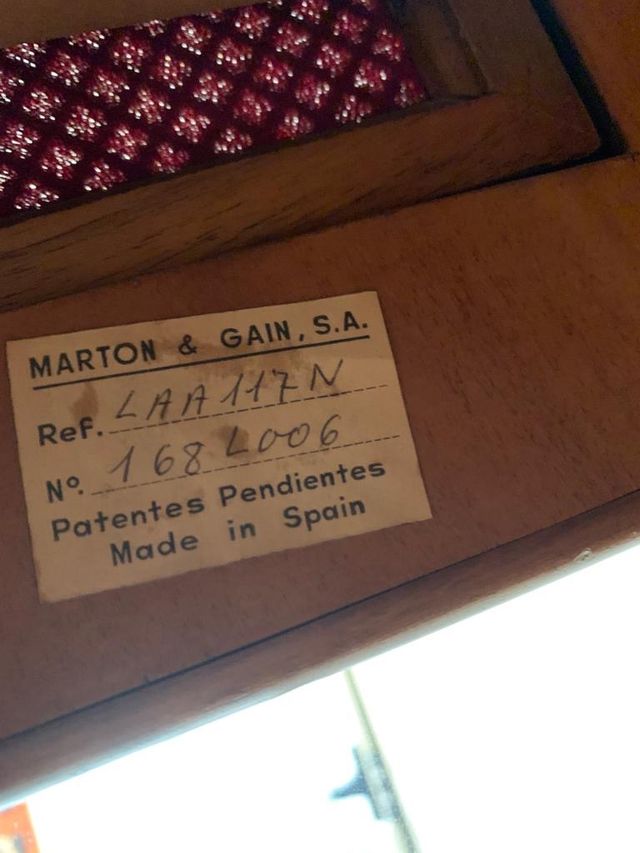 MARTON & GAIN, S.A.
Ref. LAA117N
Nº. 168L006
Patentes Pendientes
Made in Spain